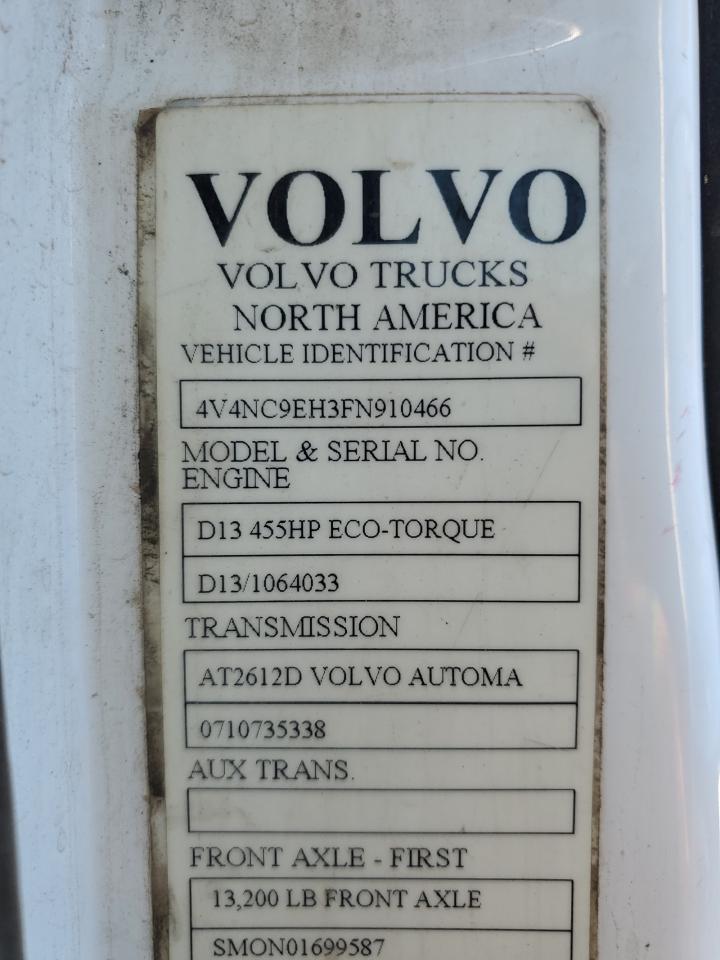 VOLVO
VOLVO TRUCKS
NORTH AMERICA
VEHICLE IDENTIFICATION #
4V4NC9EH3FN910466
MODEL & SERIAL NO.
ENGINE
D13 455HP ECO-TORQUE
D13/1064033
TRANSMISSION
AT2612D VOLVO AUTOMA
0710735338
AUX TRANS.
FRONT AXLE - FIRST
13,200 LB FRONT AXLE
SMON01699587